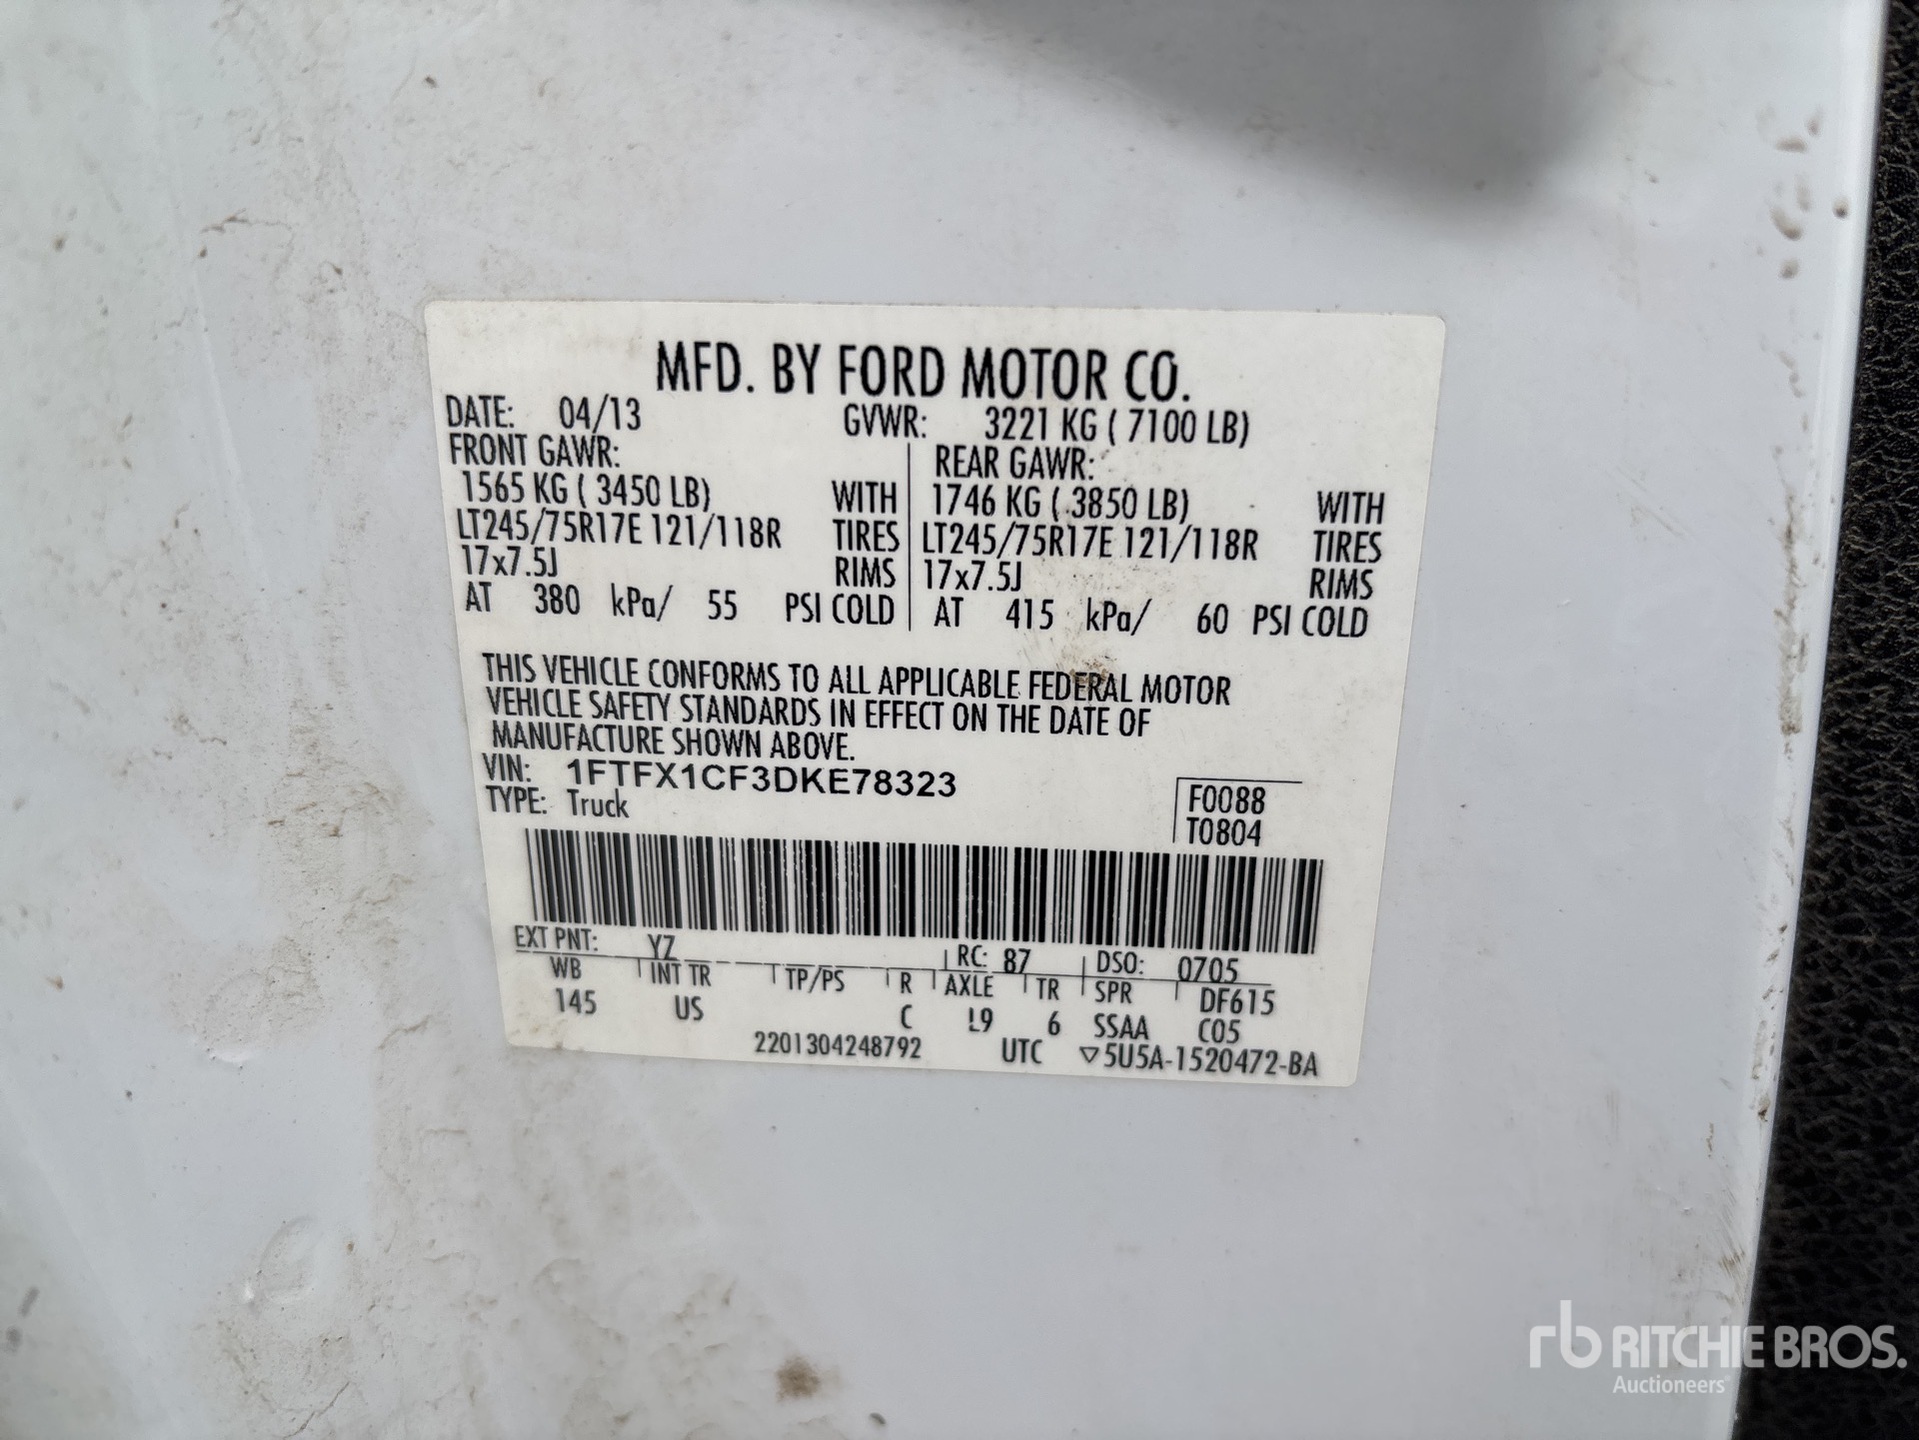 MFD. BY FORD MOTOR CO.
DATE: 04/13 GVWR: 3221 KG ( 7100 LB)
FRONT GAWR: REAR GAWR:
1565 KG ( 3450 LB) WITH 1746 KG ( 3850 LB) WITH
LT245/75R17E 121/118R TIRES LT245/75R17E 121/118R TIRES
17x7.5J RIMS 17x7.5J RIMS
AT 380 kPa/ 55 PSI COLD AT 415 kPa/ 60 PSI COLD
THIS VEHICLE CONFORMS TO ALL APPLICABLE FEDERAL MOTOR
VEHICLE SAFETY STANDARDS IN EFFECT ON THE DATE OF
MANUFACTURE SHOWN ABOVE.
VIN: 1FTFX1CF3DKE78323
TYPE: Truck
F0088
T0804
EXT PNT: YZ RC: 87 DSO: 0705
WB INT TR TP/PS R AXLE TR SPR DF615
145 US C L9 6 SSAA C05
2201304248792 UTC ▽5U5A-1520472-BA
rb RITCHIE BROS.
Auctioneers